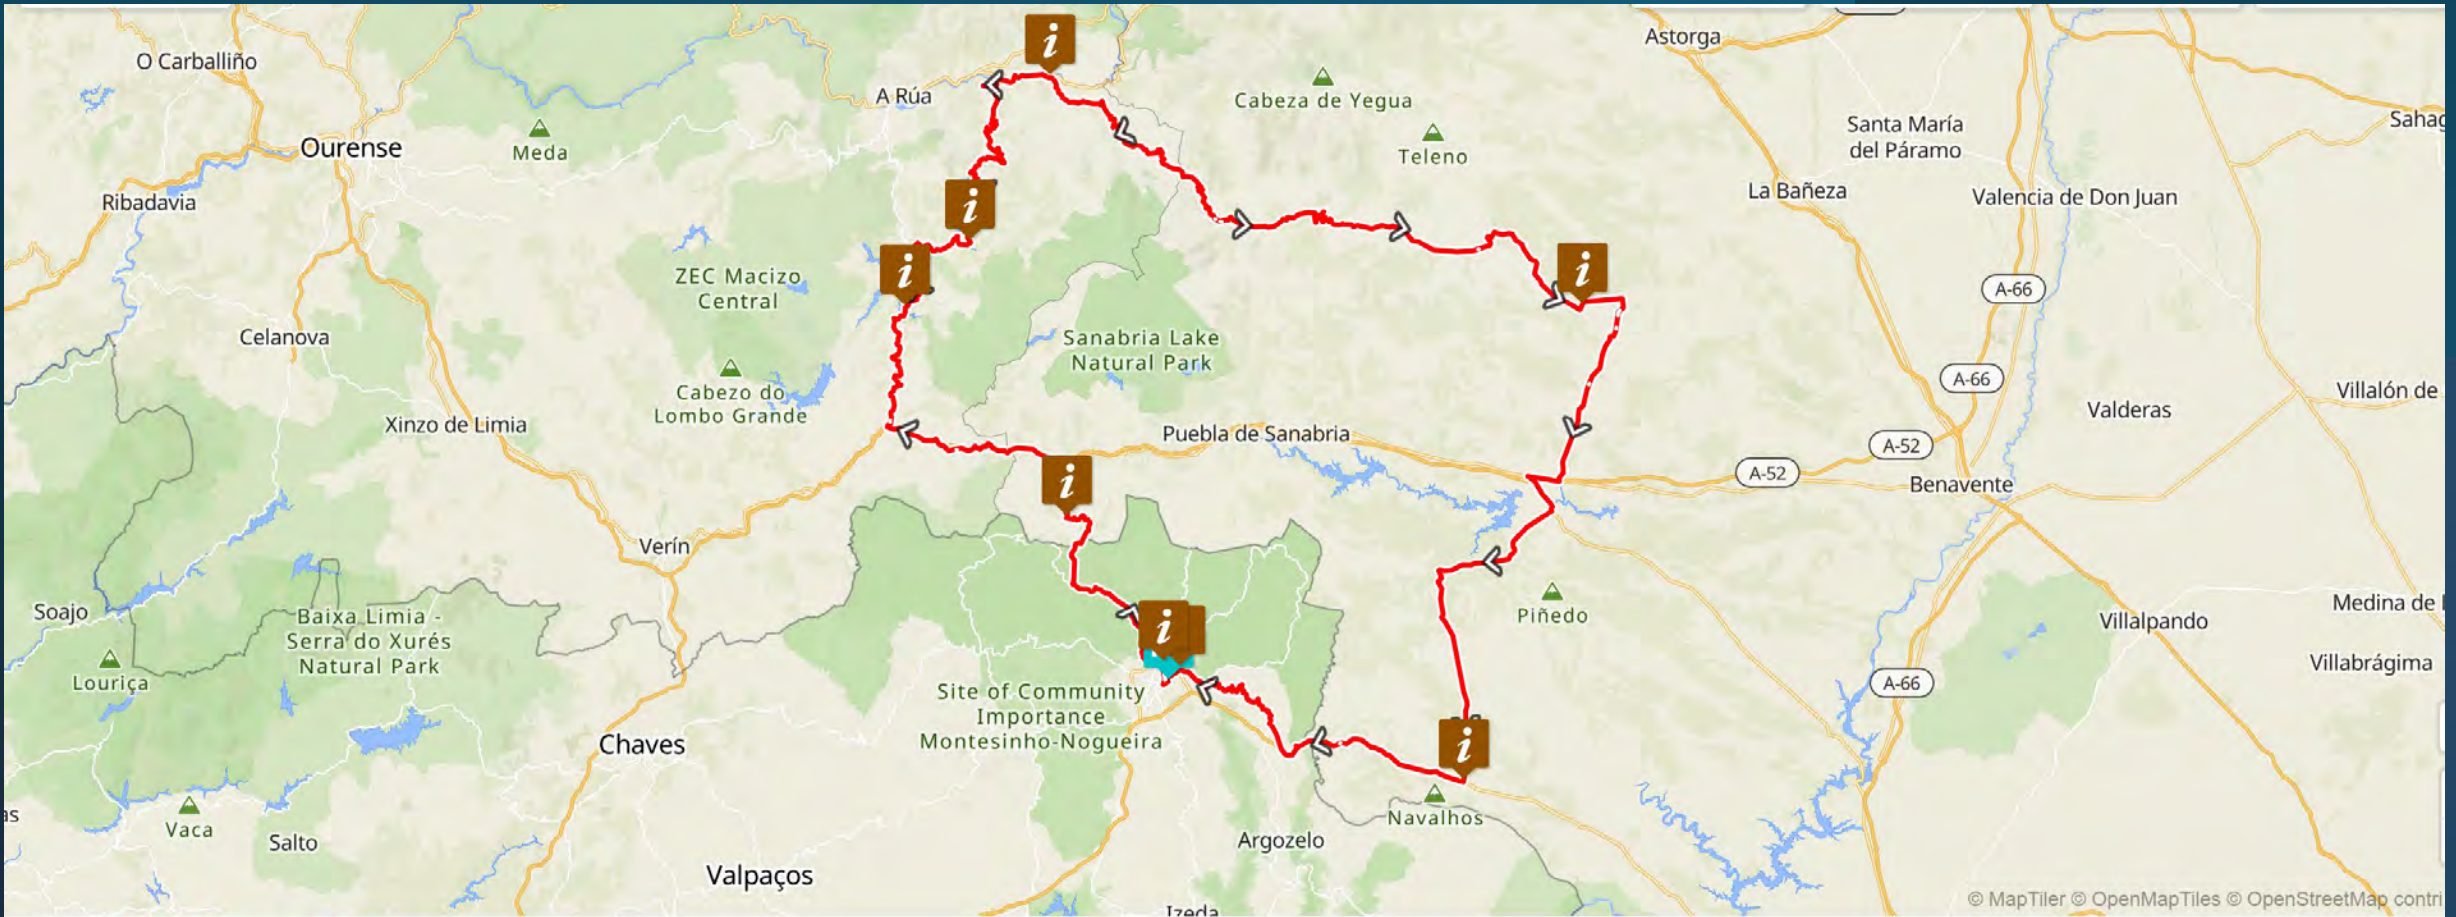 Astorga
O Carballiño
A Rúa
Cabeza de Yegua
Sahag
Santa María
del Páramo
Ourense
Meda
Teleno
La Bañeza
Valencia de Don Juan
Ribadavia
ZEC Macizo
Central
A-66
Celanova
Sanabria Lake
Natural Park
A-66
Villalón de
Cabezo do
Lombo Grande
Valderas
Xinzo de Limia
Puebla de Sanabria
A-52
A-52
Benavente
Verín
Soajo
Baixa Limia -
Serra do Xurés
Natural Park
Piñedo
Medina de
Villalpando
Louriça
Villabrágima
A-66
Site of Community
Importance
Montesinho-Nogueira
Chaves
Vaca
Navalhos
Salto
Argozelo
Valpaços
Izeda
i
i
i
i
i
i
i
as
© MapTiler © OpenMapTiles © OpenStreetMap contri